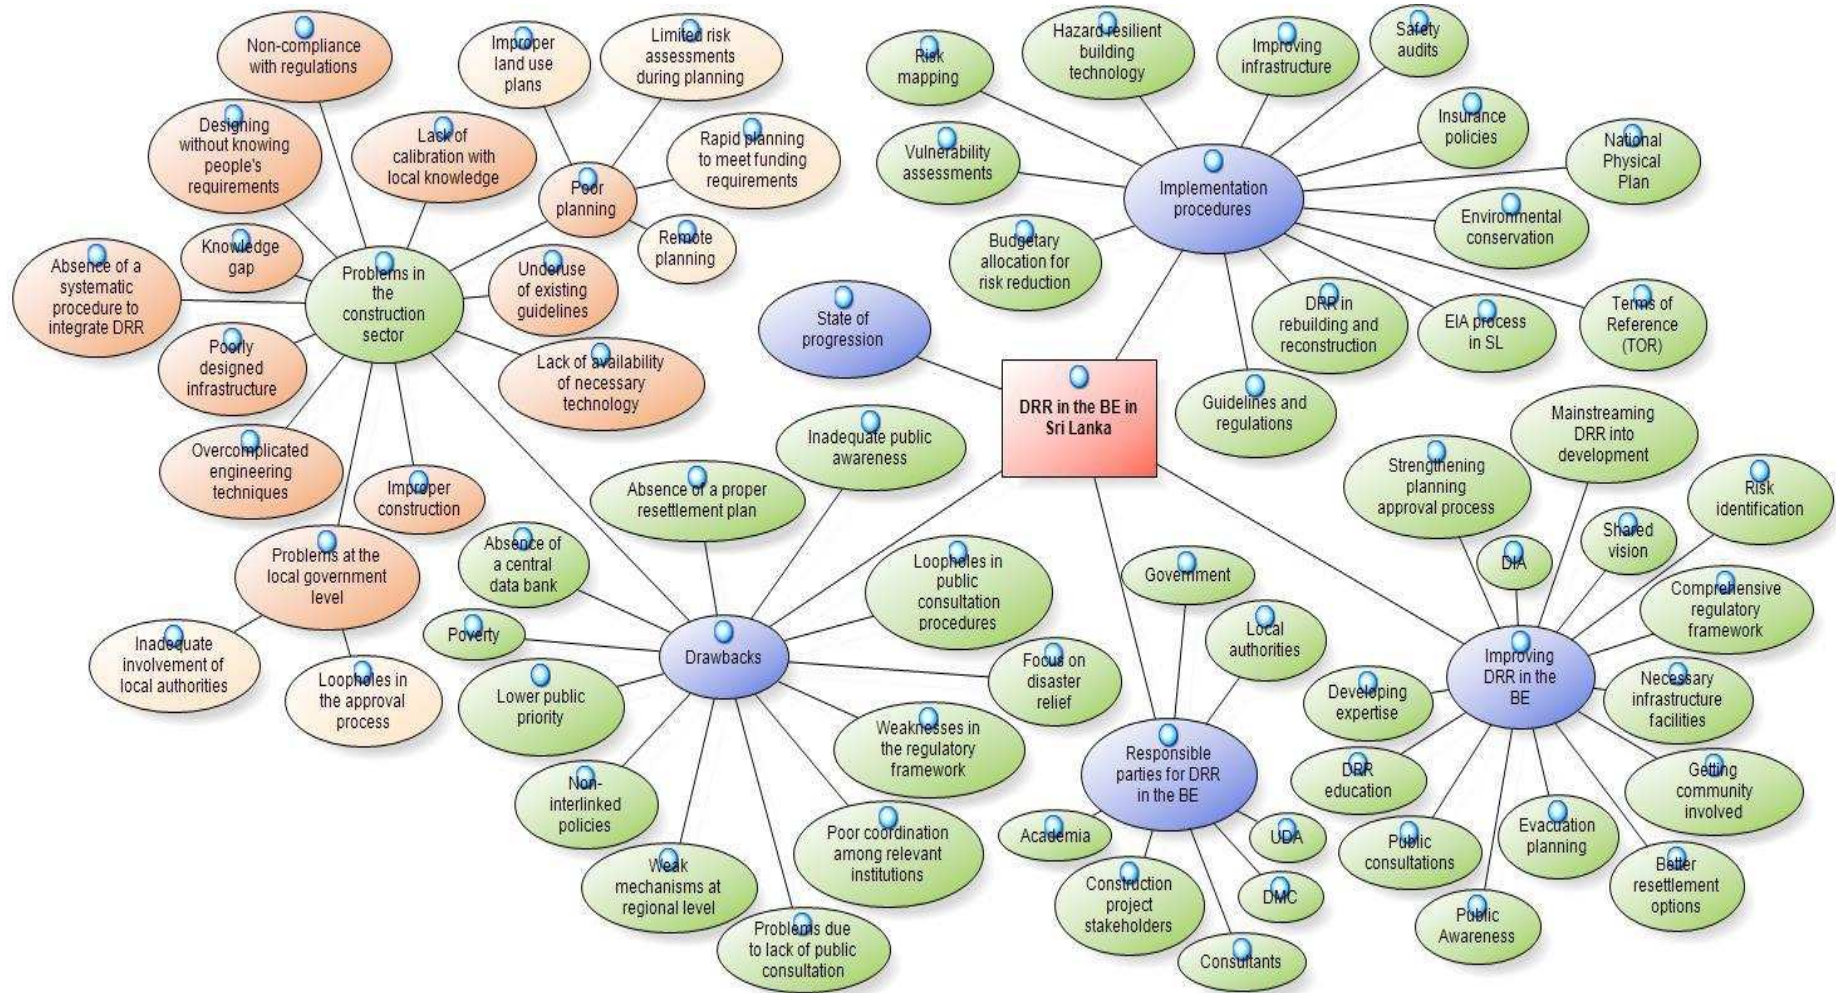 Non-compliance
with regulations
Improper
land use
plans
Limited risk
assessments
during planning
Designing
without knowing
people's
requirements
Lack of
calibration with
local knowledge
Rapid planning
to meet funding
requirements
Poor
planning
Remote
planning
Knowledge
gap
Absence of a
systematic
procedure to
integrate DRR
Problems in
the
construction
sector
Underuse
of existing
guidelines
Poorly
designed
infrastructure
Lack of availability
of necessary
technology
Overcomplicated
engineering
techniques
Improper
construction
Problems at the
local government
level
Inadequate
involvement of
local authorities
Loopholes in
the approval
process
Risk
mapping
Hazard resilient
building
technology
Improving
infrastructure
Safety
audits
Vulnerability
assessments
Insurance
policies
National
Physical
Plan
Implementation
procedures
Environmental
conservation
Budgetary
allocation for
risk reduction
DRR in
rebuilding and
reconstruction
EIA process
in SL
Terms of
Reference
(TOR)
Guidelines and
regulations
State of
progression
DRR in the BE in
Sri Lanka
Inadequate public
awareness
Absence of a proper
resettlement plan
Absence of
a central
data bank
Loopholes in
public
consultation
procedures
Poverty
Drawbacks
Focus on
disaster
relief
Lower public
priority
Weaknesses in
the regulatory
framework
Non-
interlinked
policies
Poor coordination
among relevant
institutions
Weak
mechanisms at
regional level
Problems due
to lack of public
consultation
Government
Local
authorities
Responsible
parties for DRR
in the BE
Academia
UDA
Construction
project
stakeholders
DMC
Consultants
Mainstreaming
DRR into
development
Strengthening
planning
approval process
Risk
identification
Shared
vision
DIA
Comprehensive
regulatory
framework
Improving
DRR in the
BE
Developing
expertise
Necessary
infrastructure
facilities
DRR
education
Getting
community
involved
Public
consultations
Evacuation
planning
Better
resettlement
options
Public
Awareness